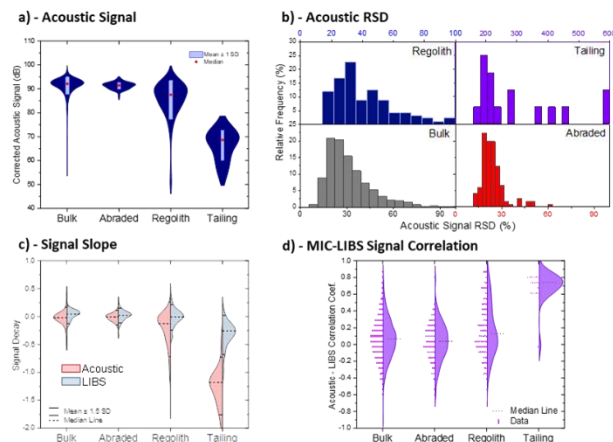 a) - Acoustic Signal
Corrected Acoustic Signal (dB)
100
90
80
70
60
50
40
Mean ± 1 SD
Median
Bulk
Abraded
Regolith
Tailing
b) - Acoustic RSD
0
20
40
60
80
100
200
300
400
500
600
Relative Frequency (%)
Regolith
Tailing
Bulk
Abraded
20
15
10
5
25
20
15
10
5
0
30
60
90
30
60
90
Acoustic Signal RSD (%)
c) - Signal Slope
Signal Decay
0.5
0.0
-0.5
-1.0
-1.5
-2.0
Acoustic
LIBS
Mean ± 1.5 SD
Median Line
Bulk
Abraded
Regolith
Tailing
d) - MIC-LIBS Signal Correlation
Acoustic - LIBS Correlation Coef.
1.0
0.8
0.6
0.4
0.2
0.0
-0.2
-0.4
-0.6
-0.8
Median Line
Data
Bulk
Abraded
Regolith
Tailing